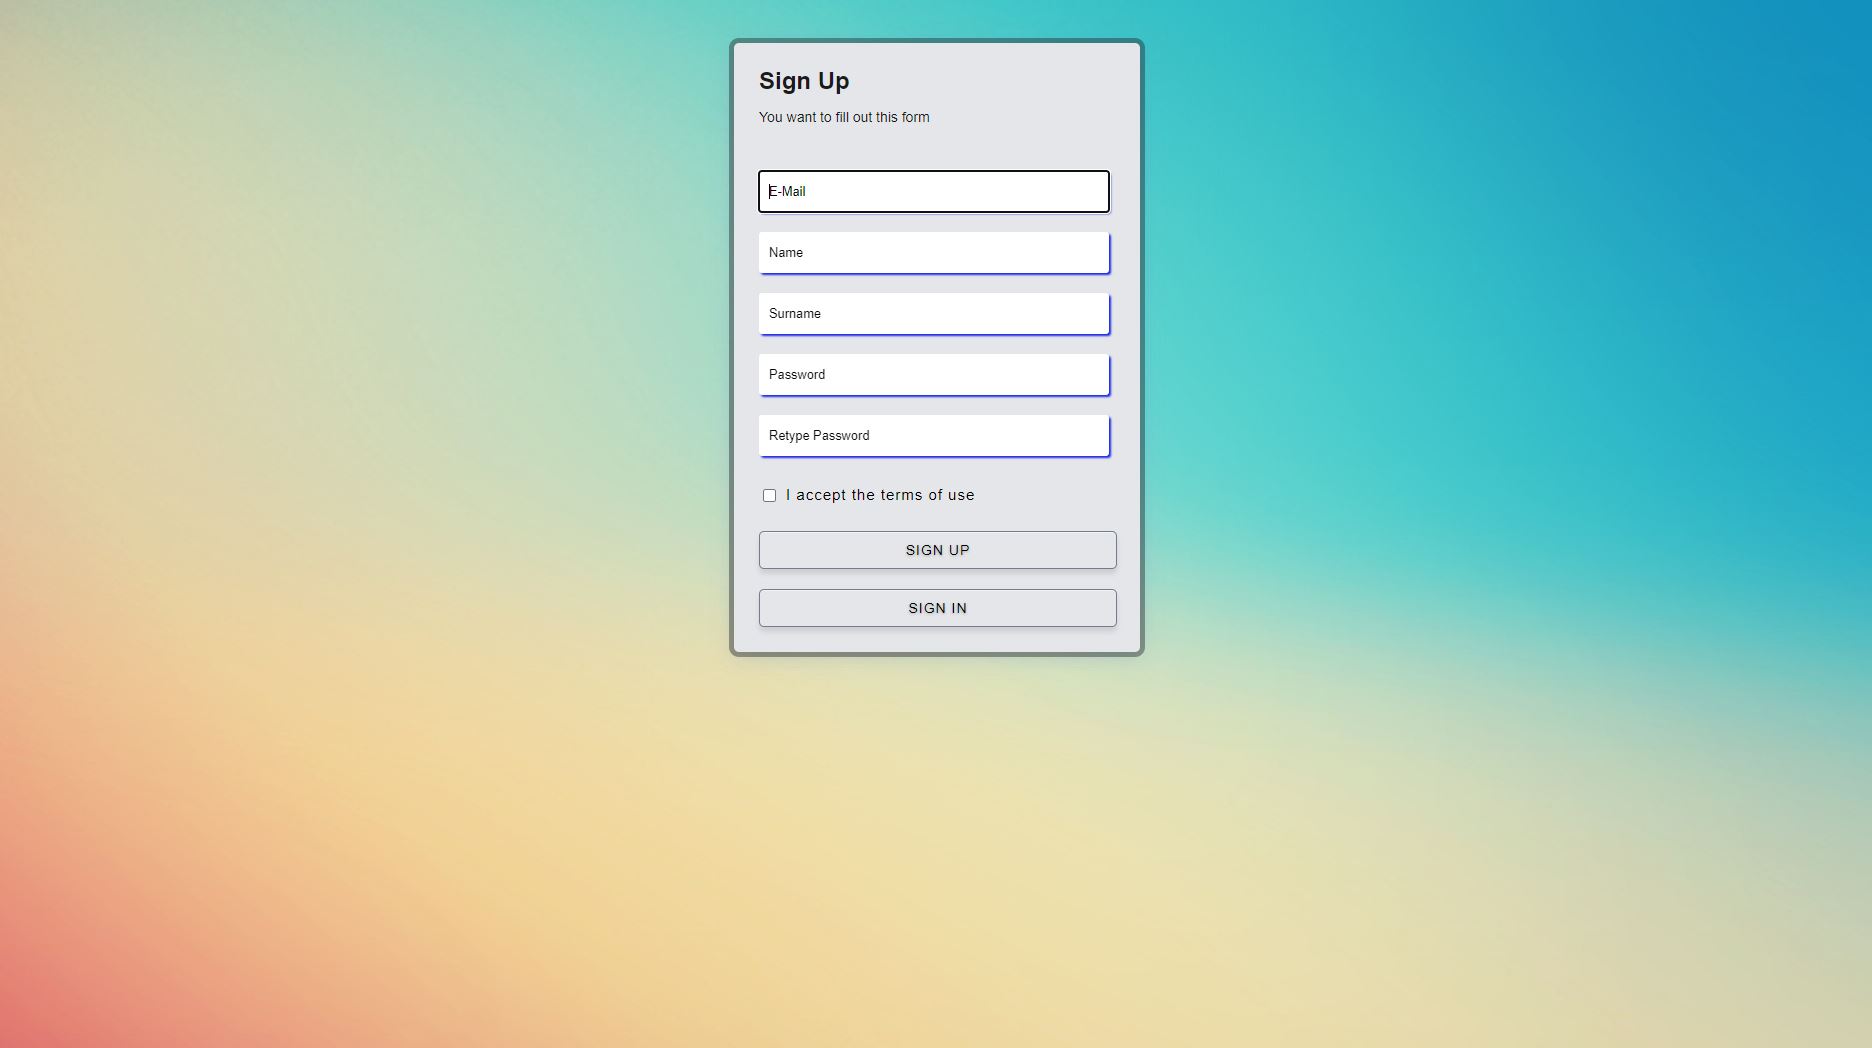 Sign Up
You want to fill out this form
E-Mail
Name
Surname
Password
Retype Password
I accept the terms of use
SIGN UP
SIGN IN